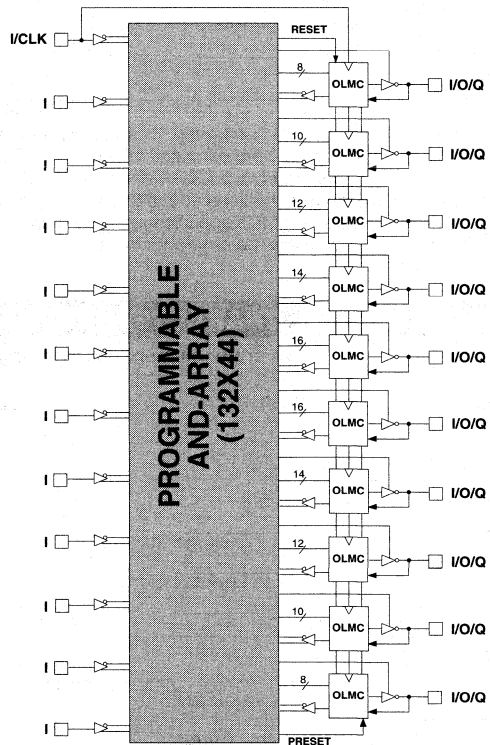 RESET
I/CLK
8
OLMC
I/O/Q
I
10
OLMC
I/O/Q
I
12
OLMC
I/O/Q
I
14
OLMC
I/O/Q
I
16
OLMC
I/O/Q
I
16
OLMC
I/O/Q
I
14
OLMC
I/O/Q
I
12
OLMC
I/O/Q
I
10
OLMC
I/O/Q
I
8
OLMC
I/O/Q
I
I
PRESET
PROGRAMMABLE
AND-ARRAY
(132X44)